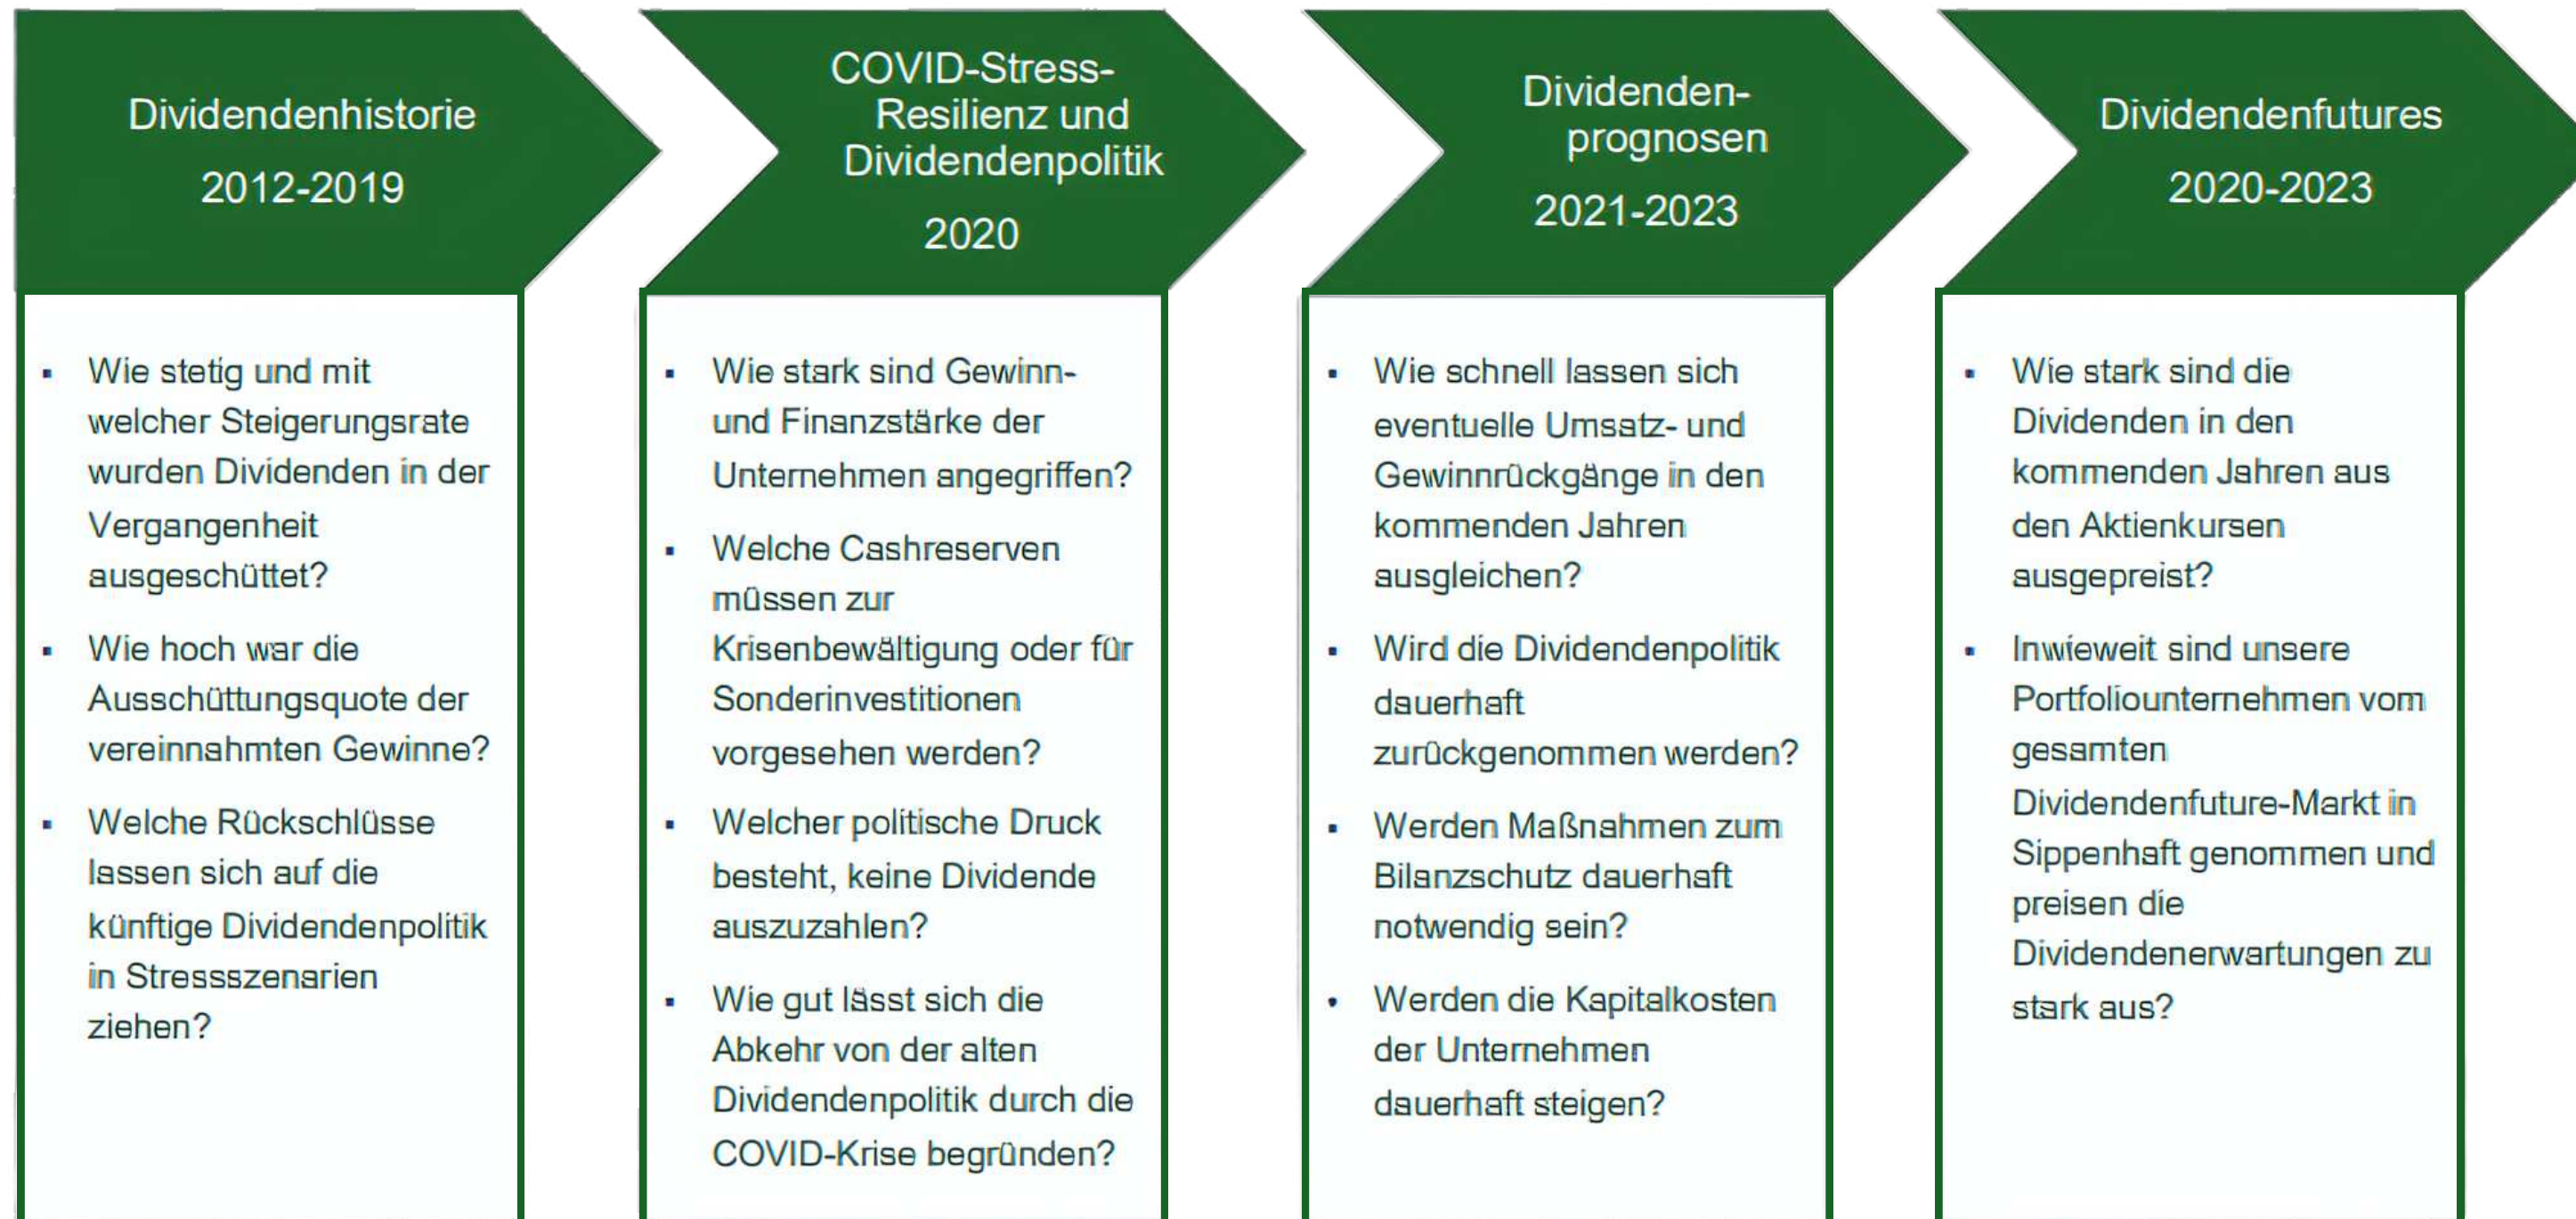 Dividendenhistorie
2012-2019
Wie stetig und mit
welcher Steigerungsrate
wurden Dividenden in der
Vergangenheit
ausgeschüttet?
Wie hoch war die
Ausschüttungsquote der
vereinnahmten Gewinne?
Welche Rückschlüsse
lassen sich auf die
künftige Dividendenpolitik
in Stressszenarien
ziehen?
COVID-Stress-
Resilienz und
Dividendenpolitik
2020
Wie stark sind Gewinn-
und Finanzstärke der
Unternehmen angegriffen?
Welche Cashreserven
müssen zur
Krisenbewältigung oder für
Sonderinvestitionen
vorgesehen werden?
Welcher politische Druck
besteht, keine Dividende
auszuzahlen?
Wie gut lässt sich die
Abkehr von der alten
Dividendenpolitik durch die
COVID-Krise begründen?
Dividenden-
prognosen
2021-2023
Wie schnell lassen sich
eventuelle Umsatz- und
Gewinnrückgänge in den
kommenden Jahren
ausgleichen?
Wird die Dividendenpolitik
dauerhaft
zurückgenommen werden?
Werden Maßnahmen zum
Bilanzschutz dauerhaft
notwendig sein?
Werden die Kapitalkosten
der Unternehmen
dauerhaft steigen?
Dividendenfutures
2020-2023
Wie stark sind die
Dividenden in den
kommenden Jahren aus
den Aktienkursen
ausgepreist?
Inwieweit sind unsere
Portfoliounternehmen vom
gesamten
Dividendenfuture-Markt in
Sippenhaft genommen und
preisen die
Dividendenerwartungen zu
stark aus?